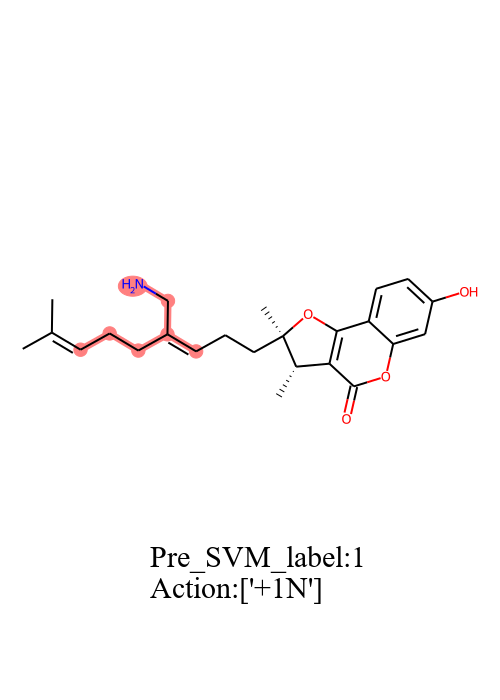 H2N
O
OH
O
O
Pre_SVM_label:1
Action:['+1N']